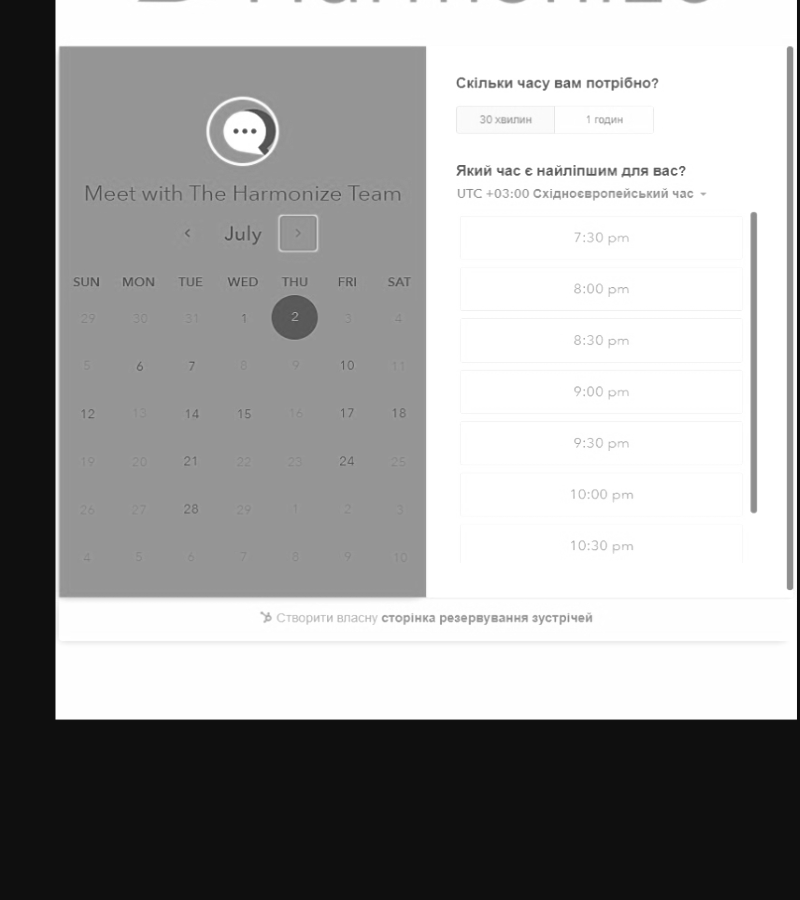 Meet with The Harmonize Team
July
SUN MON TUE WED THU FRI SAT
29 30 31 1 2 3 4
5 6 7 8 9 10 11
12 13 14 15 16 17 18
19 20 21 22 23 24 25
26 27 28 29 1 2 3
4 5 6 7 8 9 10
Скільки часу вам потрібно?
30 хвилин 1 годин
Який час є найліпшим для вас?
UTC +03:00 Східноєвропейський час
7:30 pm
8:00 pm
8:30 pm
9:00 pm
9:30 pm
10:00 pm
10:30 pm
Створити власну сторінка резервування зустрічей